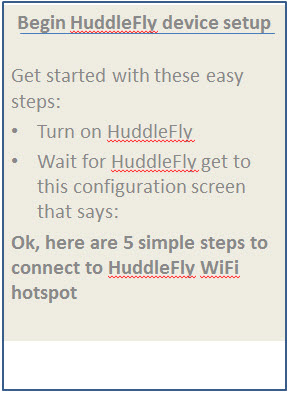 Begin HuddleFly device setup
Get started with these easy
steps:
• Turn on HuddleFly
• Wait for HuddleFly get to
this configuration screen
that says:
Ok, here are 5 simple steps to
connect to HuddleFly WiFi
hotspot